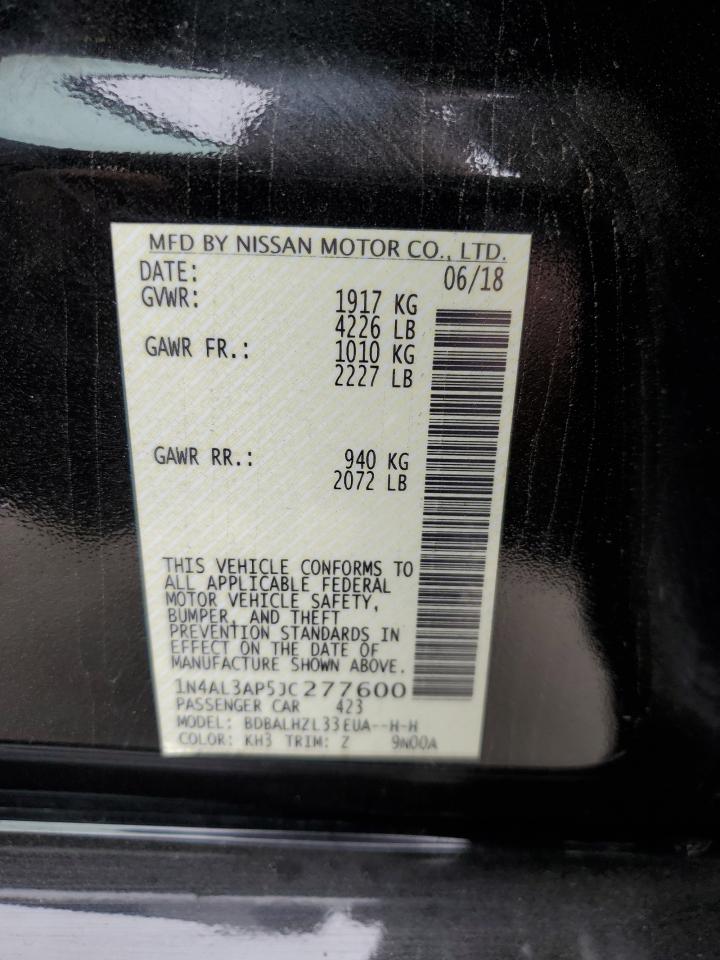 MFD BY NISSAN MOTOR CO., LTD.
DATE: 06/18
GVWR: 1917 KG
4226 LB
GAWR FR.: 1010 KG
2227 LB
GAWR RR.: 940 KG
2072 LB
THIS VEHICLE CONFORMS TO
ALL APPLICABLE FEDERAL
MOTOR VEHICLE SAFETY,
BUMPER, AND THEFT
PREVENTION STANDARDS IN
EFFECT ON THE DATE OF
MANUFACTURE SHOWN ABOVE.
1N4AL3AP5JC277600
PASSENGER CAR 423
MODEL: BDBALHZL33EUA--H-H
COLOR: KH3 TRIM: Z 9N00A